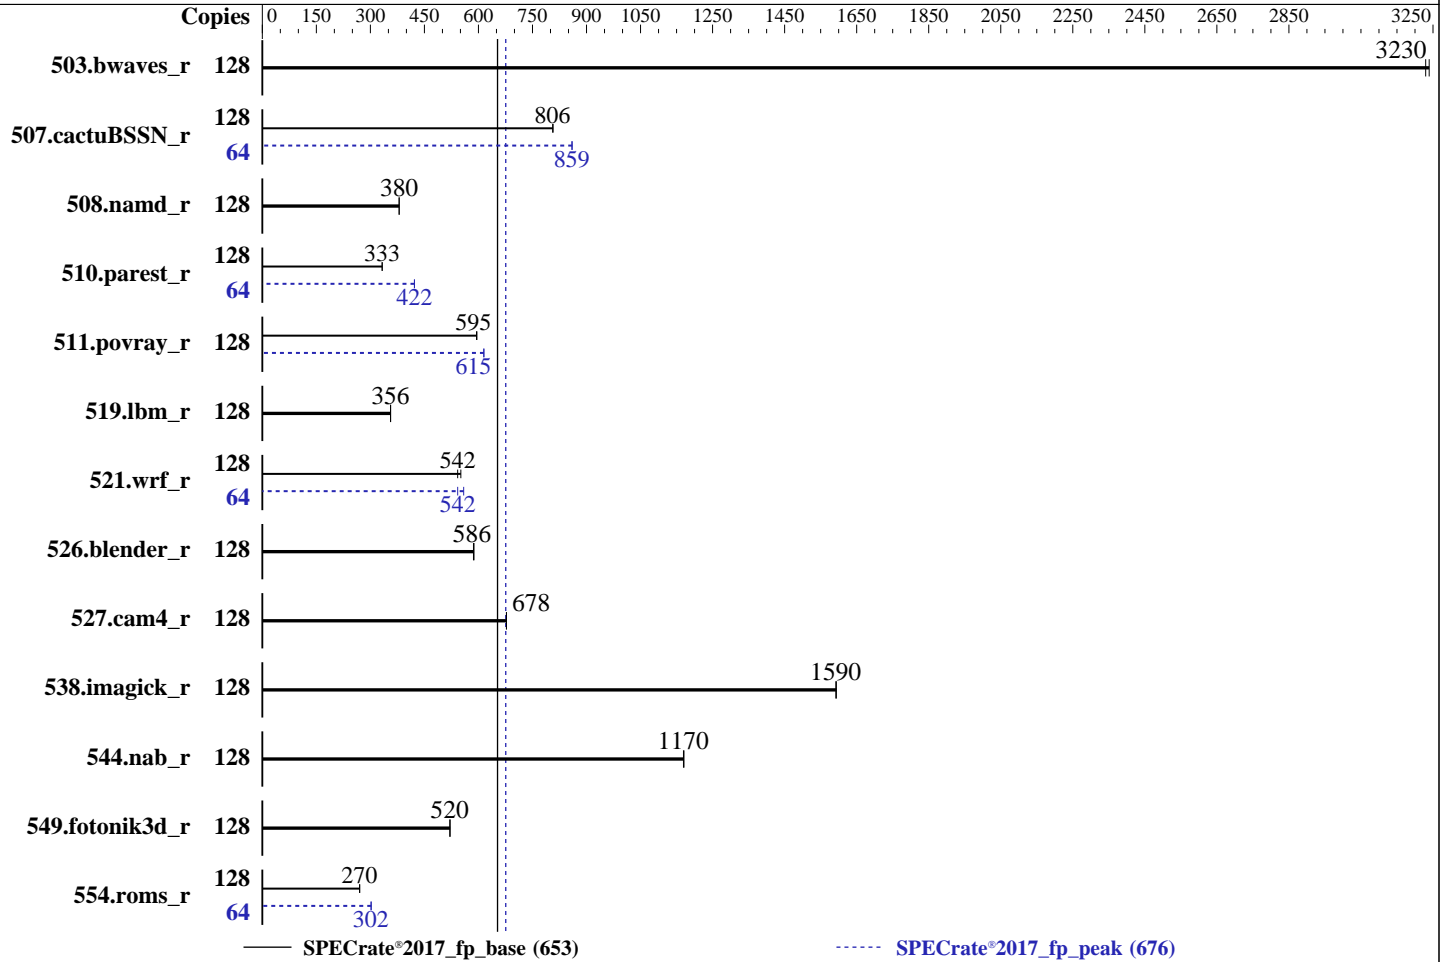 Copies 0 150 300 450 600 750 900 1050 1250 1450 1650 1850 2050 2250 2450 2650 2850 3250
503.bwaves_r 128 3230
507.cactuBSSN_r 128 806
64 859
508.namd_r 128 380
510.parest_r 128 333
64 422
511.povray_r 128 595
615
519.lbm_r 128 356
521.wrf_r 128 542
64 542
526.blender_r 128 586
527.cam4_r 128 678
538.imagick_r 128 1590
544.nab_r 128 1170
549.fotonik3d_r 128 520
554.roms_r 128 270
64 302
SPECrate®2017_fp_base (653) SPECrate®2017_fp_peak (676)